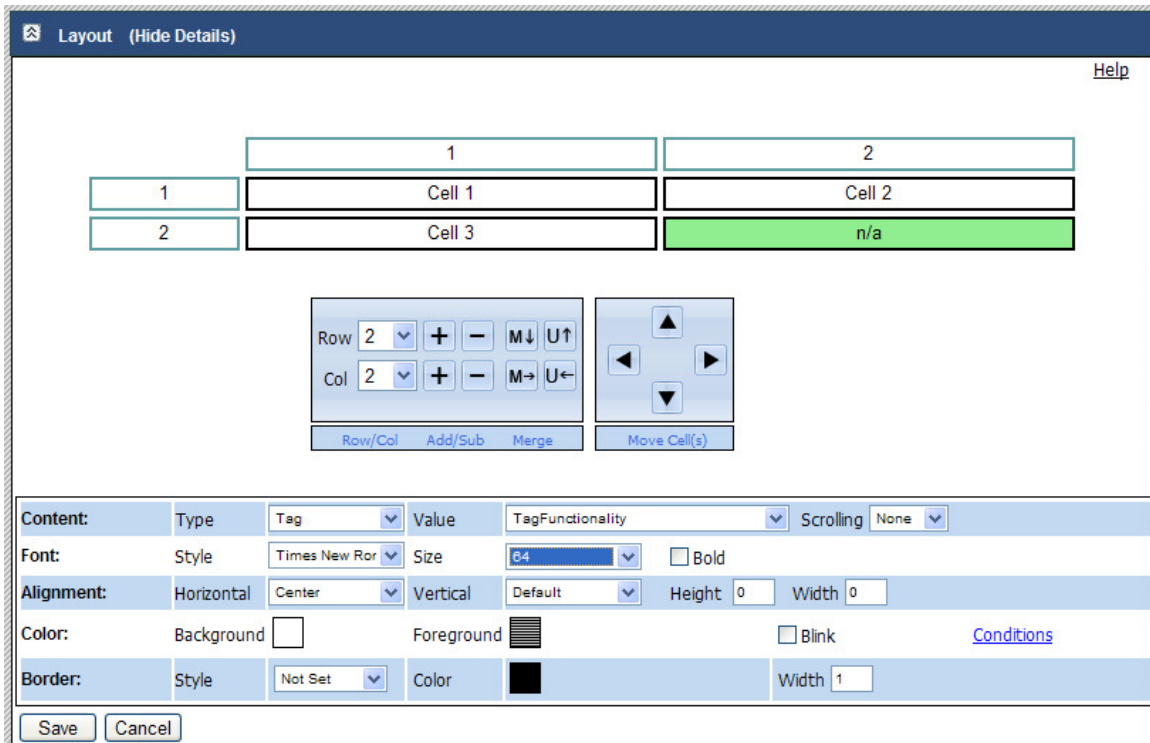 Layout (Hide Details)
Help
1 2
1 Cell 1 Cell 2
2 Cell 3 n/a
Row 2 + − M↓ U↑
Col 2 + − M→ U←
Row/Col Add/Sub Merge Move Cell(s)
Content: Type Tag Value TagFunctionality Scrolling None
Font: Style Times New Ror Size 64 Bold
Alignment: Horizontal Center Vertical Default Height 0 Width 0
Color: Background Foreground Blink Conditions
Border: Style Not Set Color Width 1
Save Cancel